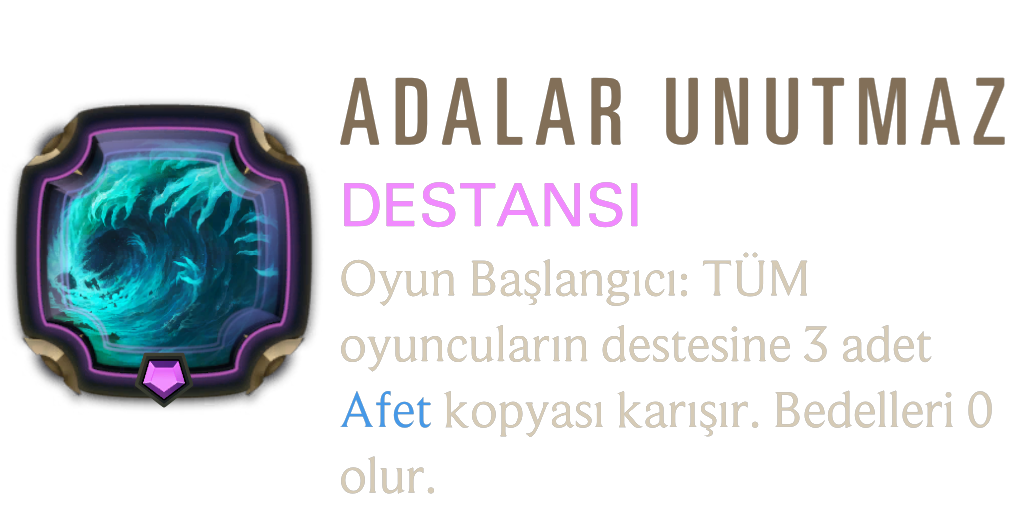 ADALAR UNUTMAZ
DESTANSI
Oyun Başlangıcı: TÜM
oyuncuların destesine 3 adet
Afet kopyası karışır. Bedelleri 0
olur.